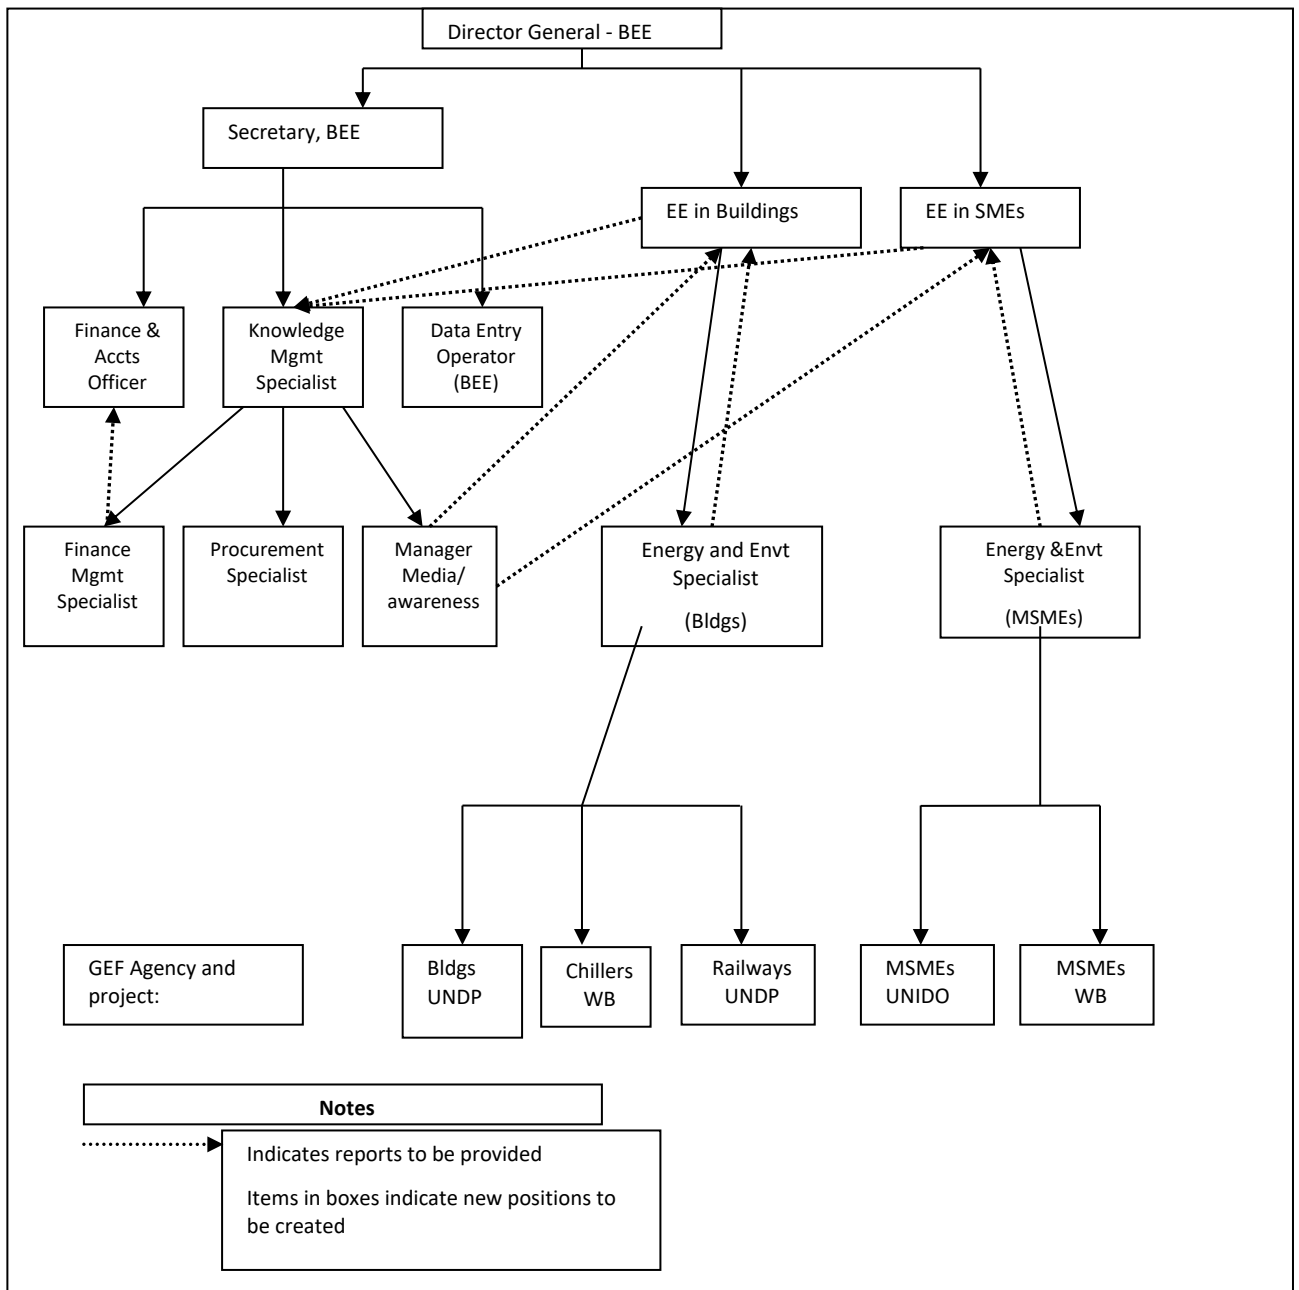 Director General - BEE
Secretary, BEE
EE in Buildings
EE in SMEs
Finance &
Accts
Officer
Knowledge
Mgmt
Specialist
Data Entry
Operator
(BEE)
Finance
Mgmt
Specialist
Procurement
Specialist
Manager
Media/
awareness
Energy and Envt
Specialist
(Bldgs)
Energy &Envt
Specialist
(MSMEs)
GEF Agency and
project:
Bldgs
UNDP
Chillers
WB
Railways
UNDP
MSMEs
UNIDO
MSMEs
WB
Notes
Indicates reports to be provided
Items in boxes indicate new positions to
be created